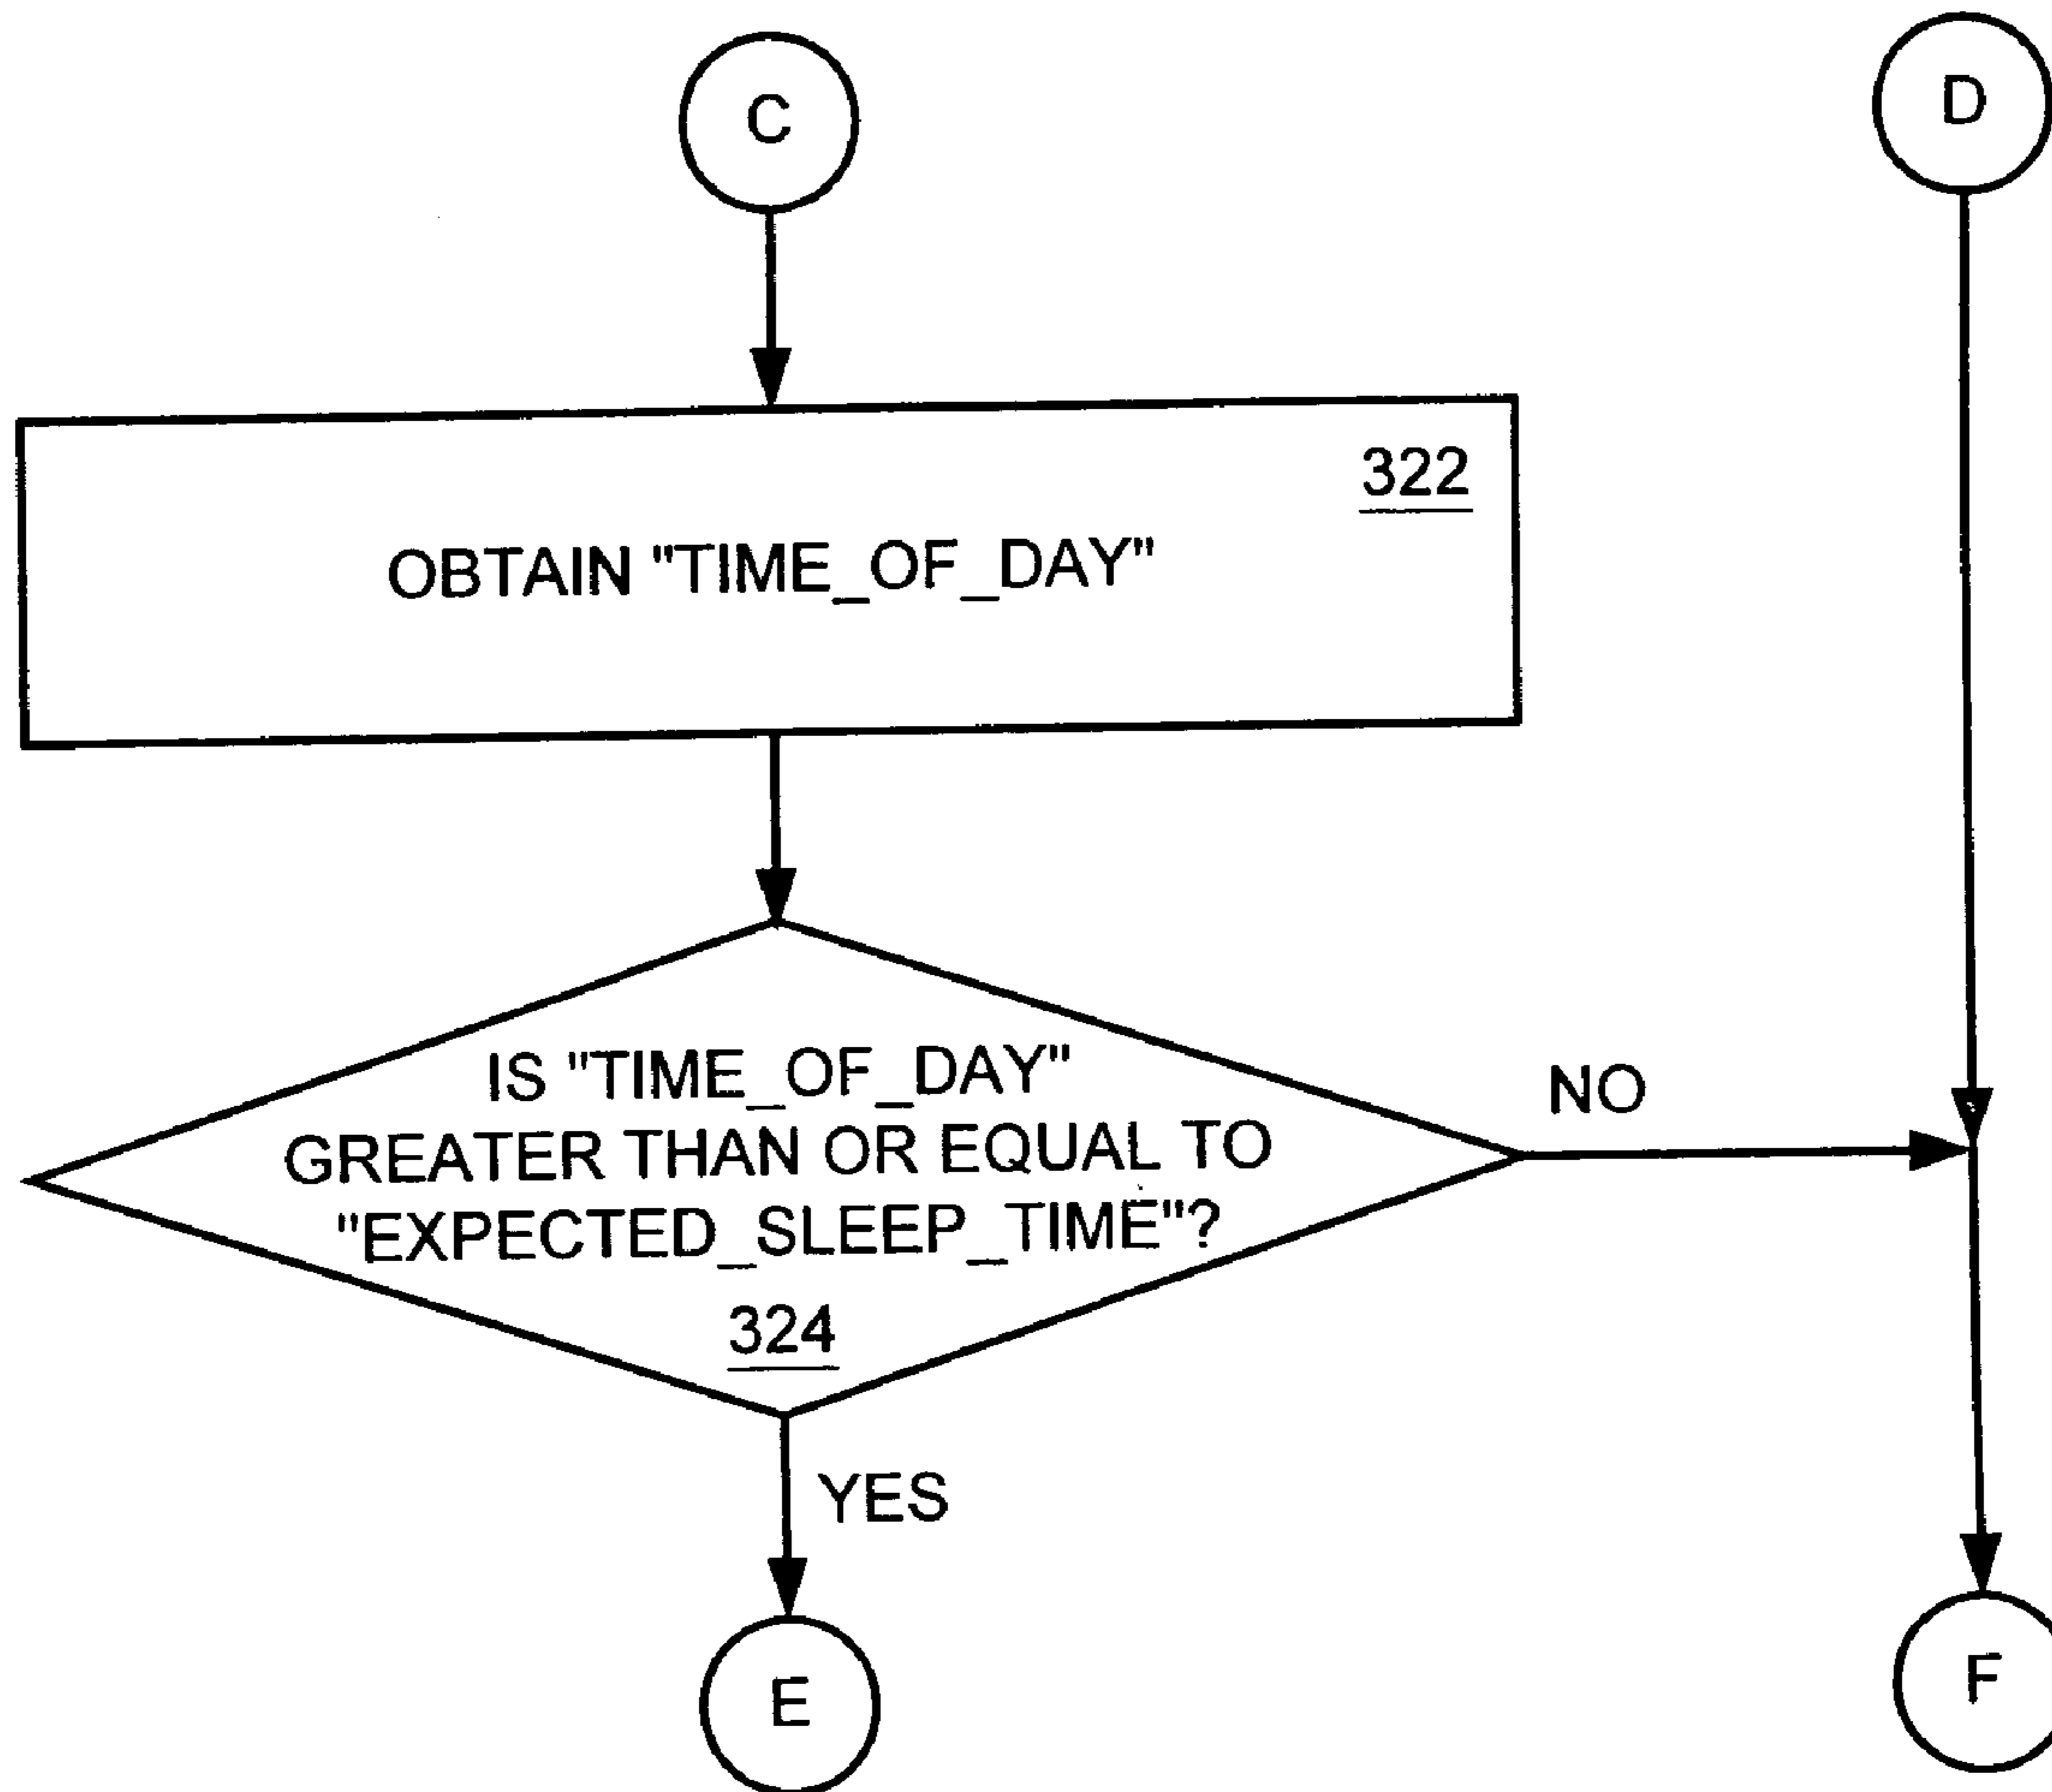 C
D
322
OBTAIN "TIME_OF_DAY"
IS "TIME_OF_DAY"
GREATER THAN OR EQUAL TO
"EXPECTED_SLEEP_TIME"?
324
NO
YES
E
F